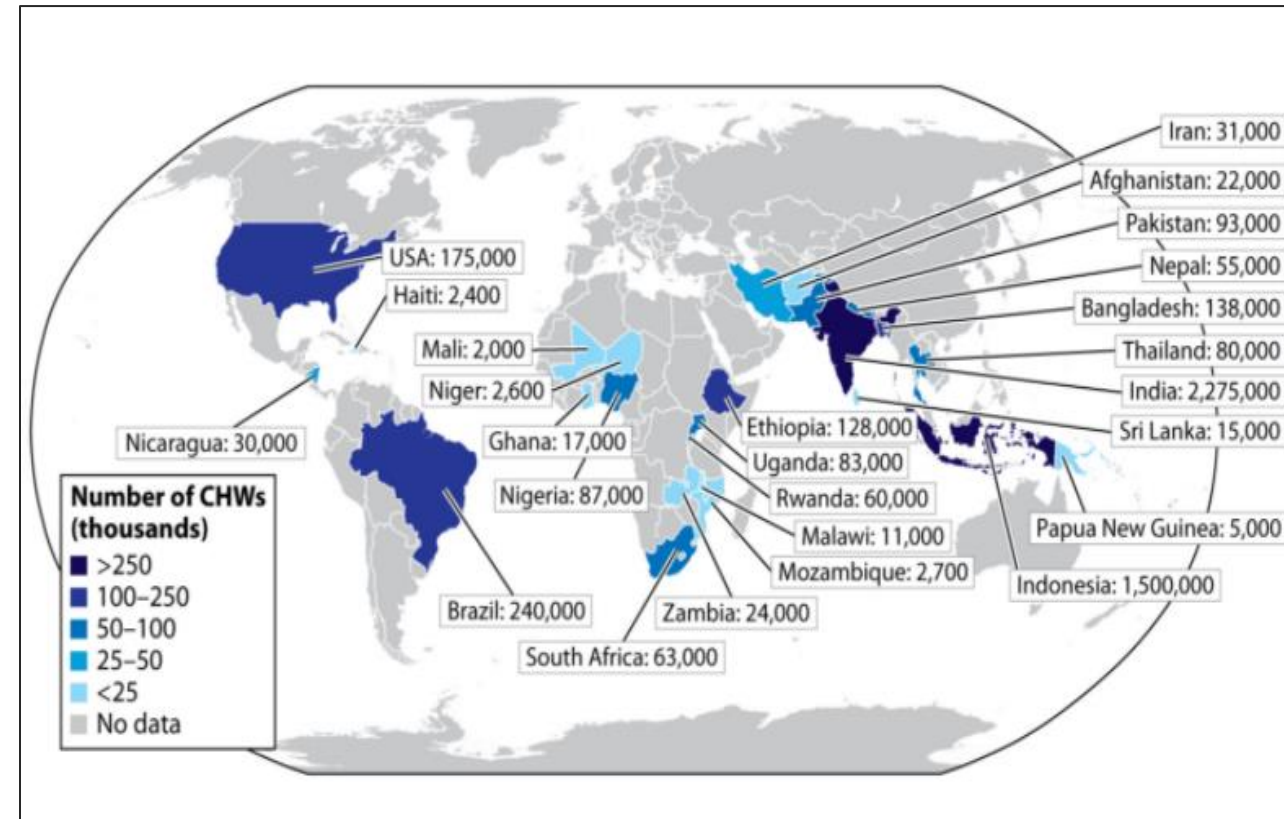 Iran: 31,000
Afghanistan: 22,000
Pakistan: 93,000
USA: 175,000
Nepal: 55,000
Haiti: 2,400
Bangladesh: 138,000
Mali: 2,000
Thailand: 80,000
Niger: 2,600
India: 2,275,000
Nicaragua: 30,000
Ghana: 17,000
Ethiopia: 128,000
Sri Lanka: 15,000
Uganda: 83,000
Nigeria: 87,000
Rwanda: 60,000
Malawi: 11,000
Papua New Guinea: 5,000
Mozambique: 2,700
Indonesia: 1,500,000
Brazil: 240,000
Zambia: 24,000
South Africa: 63,000
Number of CHWs
(thousands)
>250
100–250
50–100
25–50
<25
No data